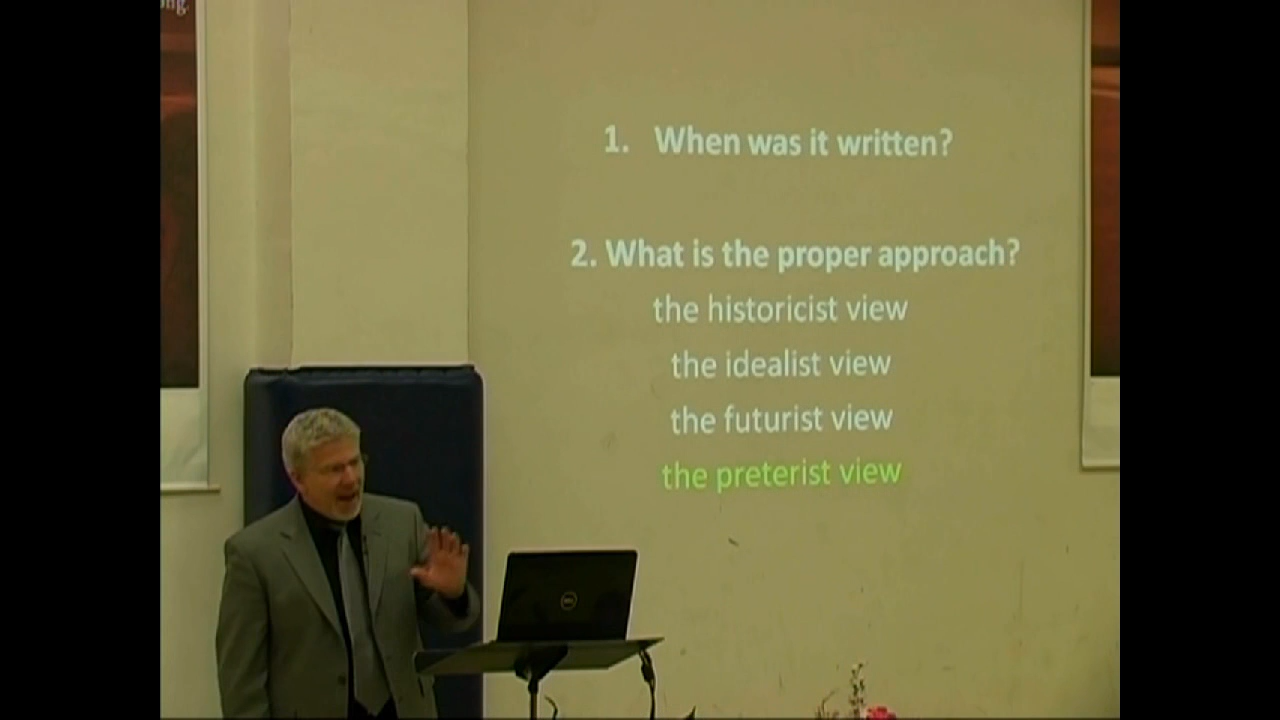 1. When was it written?
2. What is the proper approach?
the historicist view
the idealist view
the futurist view
the preterist view
DELL